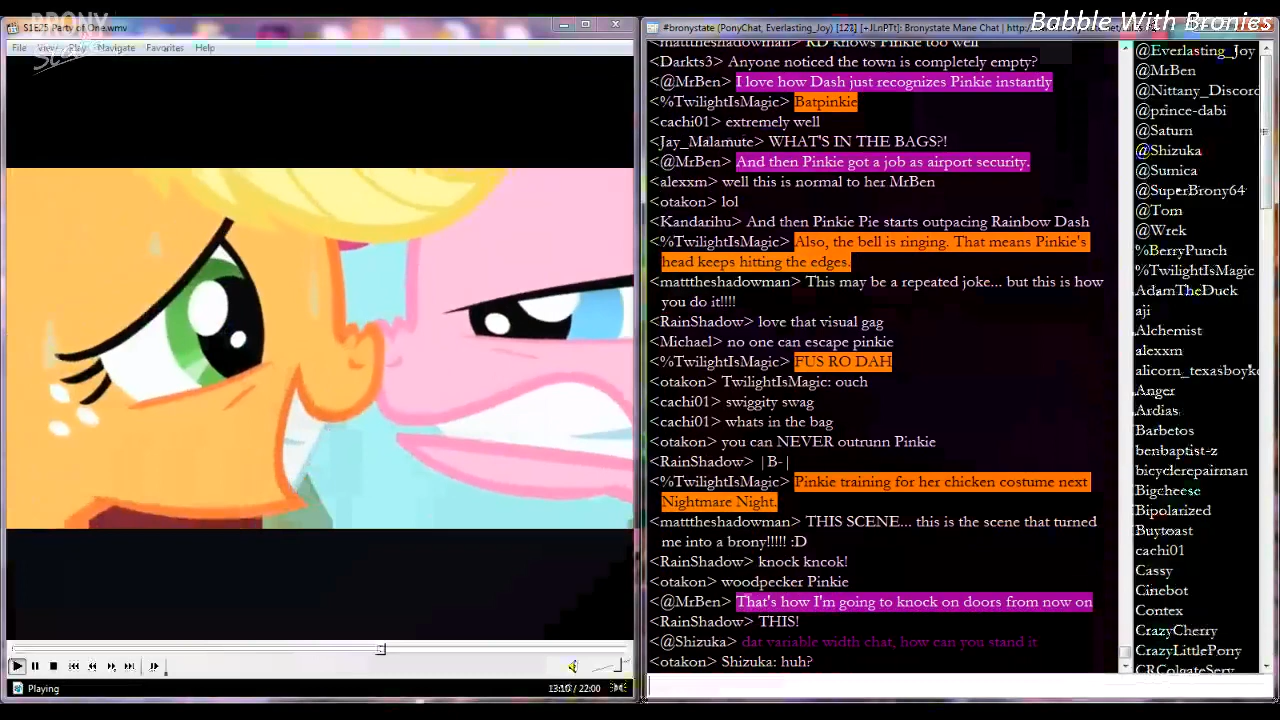 BRONY
State
S1E25 Party of One.wmv
File View Play Navigate Favorites Help
Playing
13:10 / 22:00
Babble With Bronies
#bronystate (PonyChat, Everlasting_Joy) [122] [+JLnPTt] Bronystate Mane Chat |
<matttheshadowman> RD knows Pinkie too well
<Darkts3> Anyone noticed the town is completely empty?
<@MrBen> I love how Dash just recognizes Pinkie instantly
<%TwilightIsMagic> Batpinkie
<cachi01> extremely well
<Jay_Malamute> WHAT'S IN THE BAGS?!
<@MrBen> And then Pinkie got a job as airport security.
<alexxm> well this is normal to her MrBen
<otakon> lol
<Kandarihu> And then Pinkie Pie starts outpacing Rainbow Dash
<%TwilightIsMagic> Also, the bell is ringing. That means Pinkie's
head keeps hitting the edges.
<matttheshadowman> This may be a repeated joke... but this is how
you do it!!!!
<RainShadow> love that visual gag
<Michael> no one can escape pinkie
<%TwilightIsMagic> FUS RO DAH
<otakon> TwilightIsMagic: ouch
<cachi01> swiggity swag
<cachi01> whats in the bag
<otakon> you can NEVER outrunn Pinkie
<RainShadow> |B-|
<%TwilightIsMagic> Pinkie training for her chicken costume next
Nightmare Night.
<matttheshadowman> THIS SCENE... this is the scene that turned
me into a brony!!!!! :D
<RainShadow> knock kncok!
<otakon> woodpecker Pinkie
<@MrBen> That's how I'm going to knock on doors from now on
<RainShadow> THIS!
<@Shizuka> dat variable width chat, how can you stand it
<otakon> Shizuka: huh?
@Everlasting_Joy
@MrBen
@Nittany_Discord
@prince-dabi
@Saturn
@Shizuka
@Sumica
@SuperBrony64
@Tom
@Wrek
%BerryPunch
%TwilightIsMagic
AdamTheDuck
aji
Alchemist
alexxm
alicorn_texasboykc
Anger
Ardias
Barbetos
benbaptist-z
bicyclerepairman
Bigcheese
Bipolarized
Buytoast
cachi01
Cassy
Cinebot
Contex
CrazyCherry
CrazyLittlePony
CRColgateServ